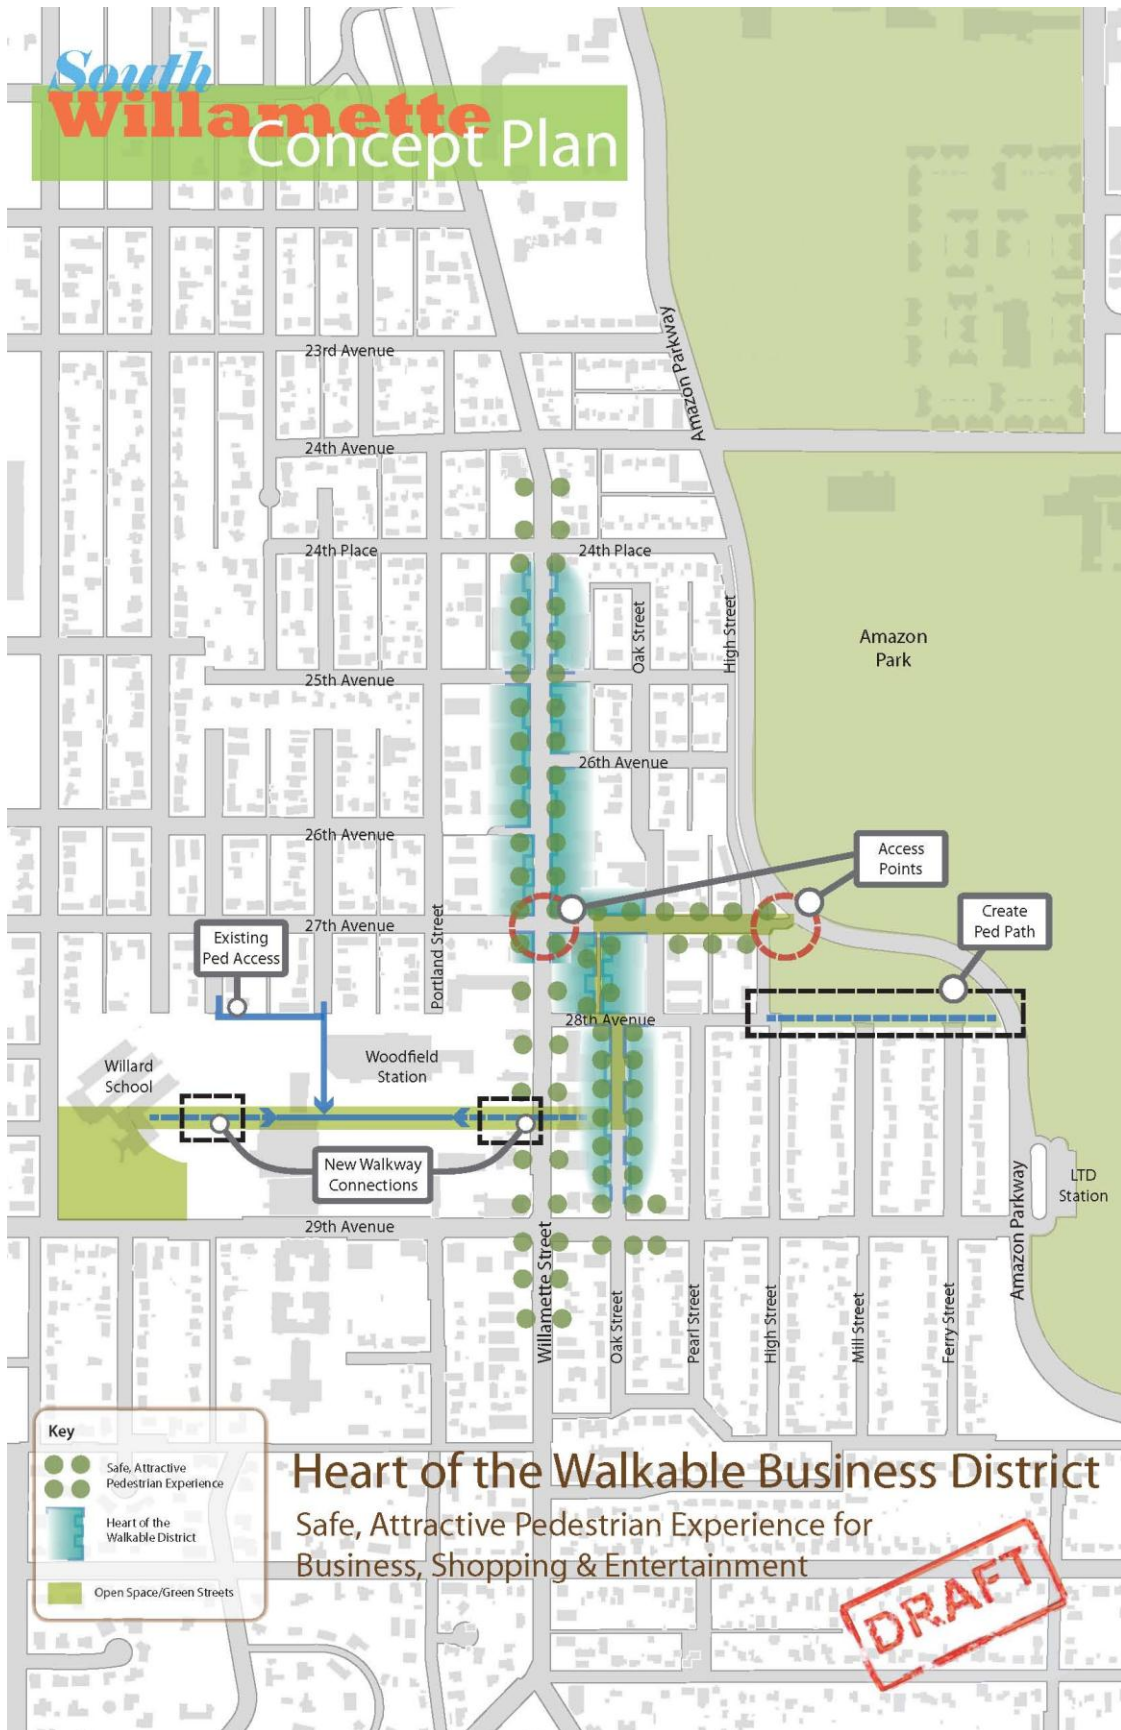 South
Willamette
Concept Plan
23rd Avenue
Amazon Parkway
24th Avenue
24th Place
24th Place
Oak Street
High Street
Amazon
Park
25th Avenue
26th Avenue
26th Avenue
Access
Points
27th Avenue
Portland Street
Existing
Ped Access
Create
Ped Path
28th Avenue
Willard
School
Woodfield
Station
New Walkway
Connections
29th Avenue
Willamette Street
Oak Street
Pearl Street
High Street
Mill Street
Ferry Street
Amazon Parkway
LTD
Station
Key
Safe, Attractive
Pedestrian Experience
Heart of the
Walkable District
Open Space/Green Streets
Heart of the Walkable Business District
Safe, Attractive Pedestrian Experience for
Business, Shopping & Entertainment
DRAFT